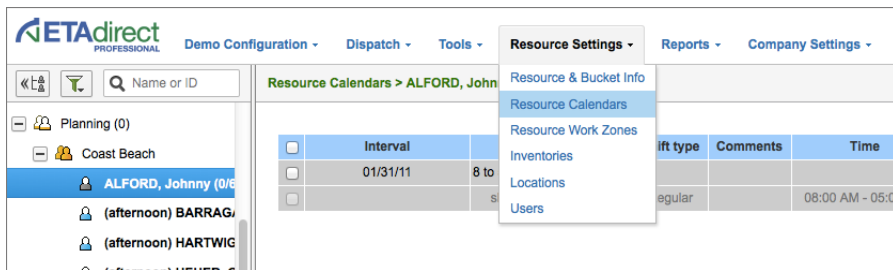 ETAdirect
PROFESSIONAL
Demo Configuration Dispatch Tools Resource Settings Reports Company Settings
Name or ID
Resource Calendars > ALFORD, John
Resource & Bucket Info
Resource Calendars
Resource Work Zones
Inventories
Locations
Users
Planning (0)
Coast Beach
ALFORD, Johnny (0/6
(afternoon) BARRAGA
(afternoon) HARTWIG
Interval ift type Comments Time
01/31/11 8 to
egular 08:00 AM - 05:0